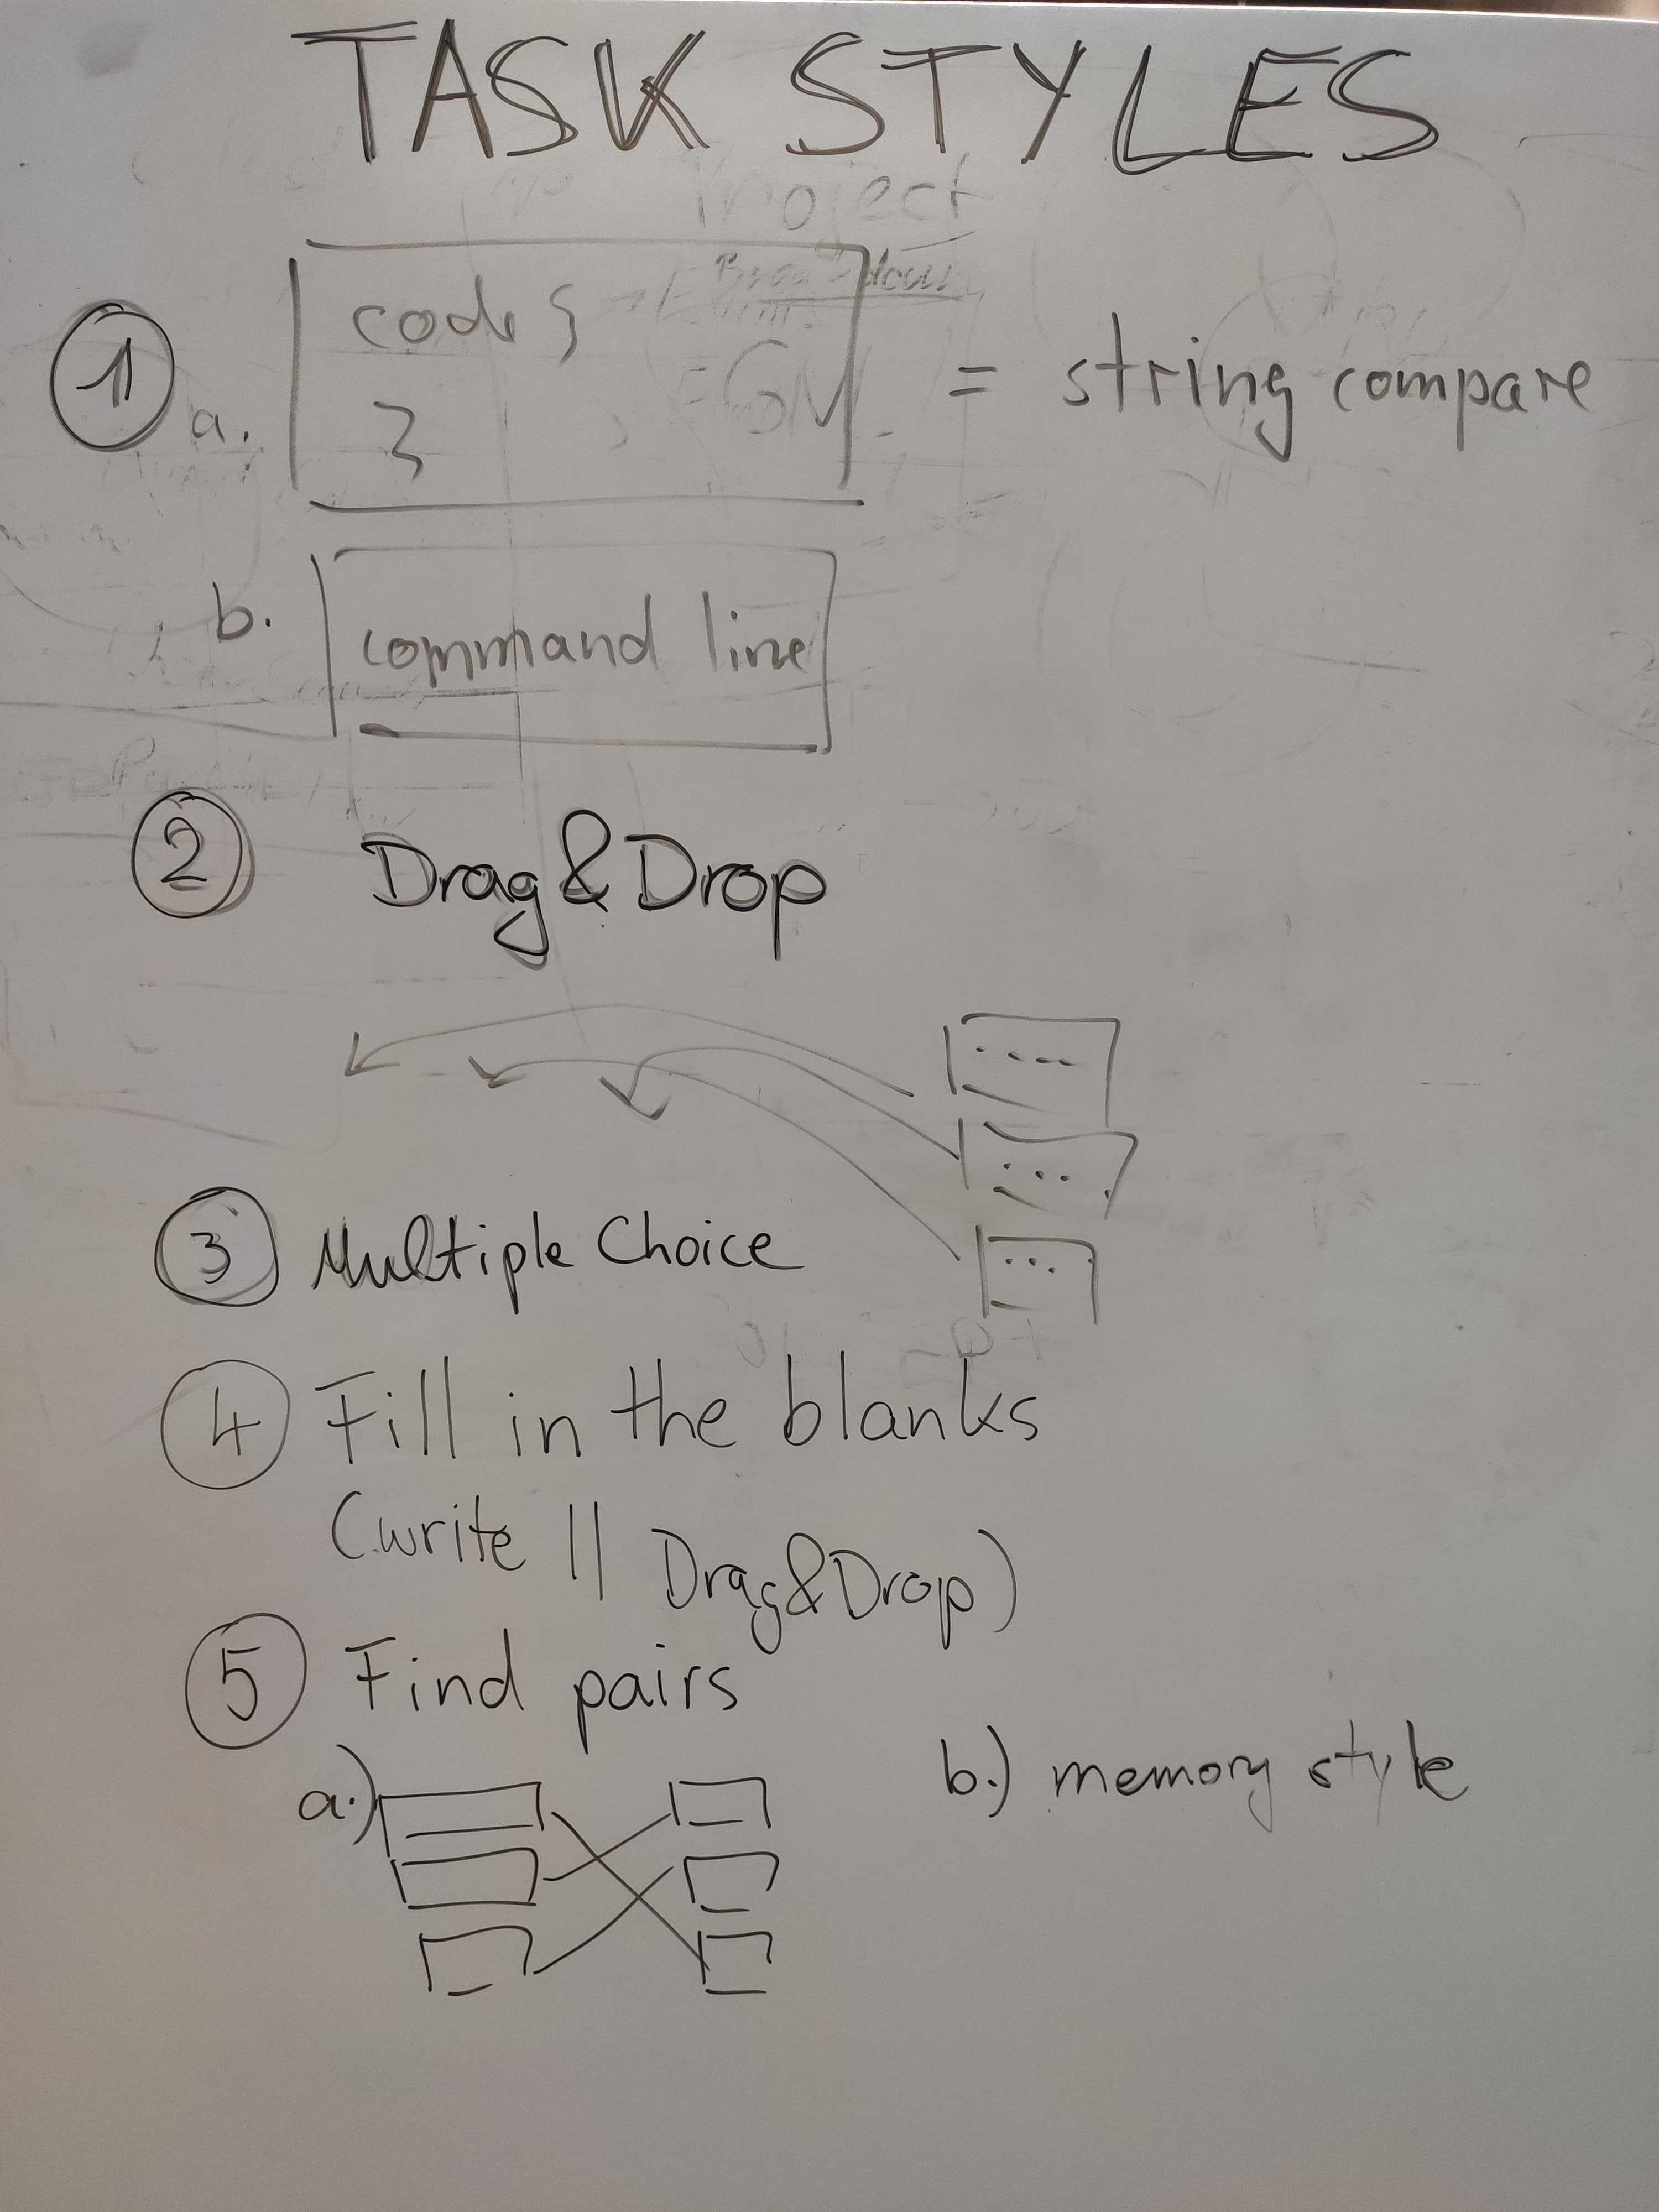 TASK STYLES
Project
1
a.
code {
}
= string compare
b.
command line
2 Drag&Drop
....
...
...
3 Multiple Choice
4 Fill in the blanks
(write || Drag&Drop)
5 Find pairs
a.)
b.) memory style